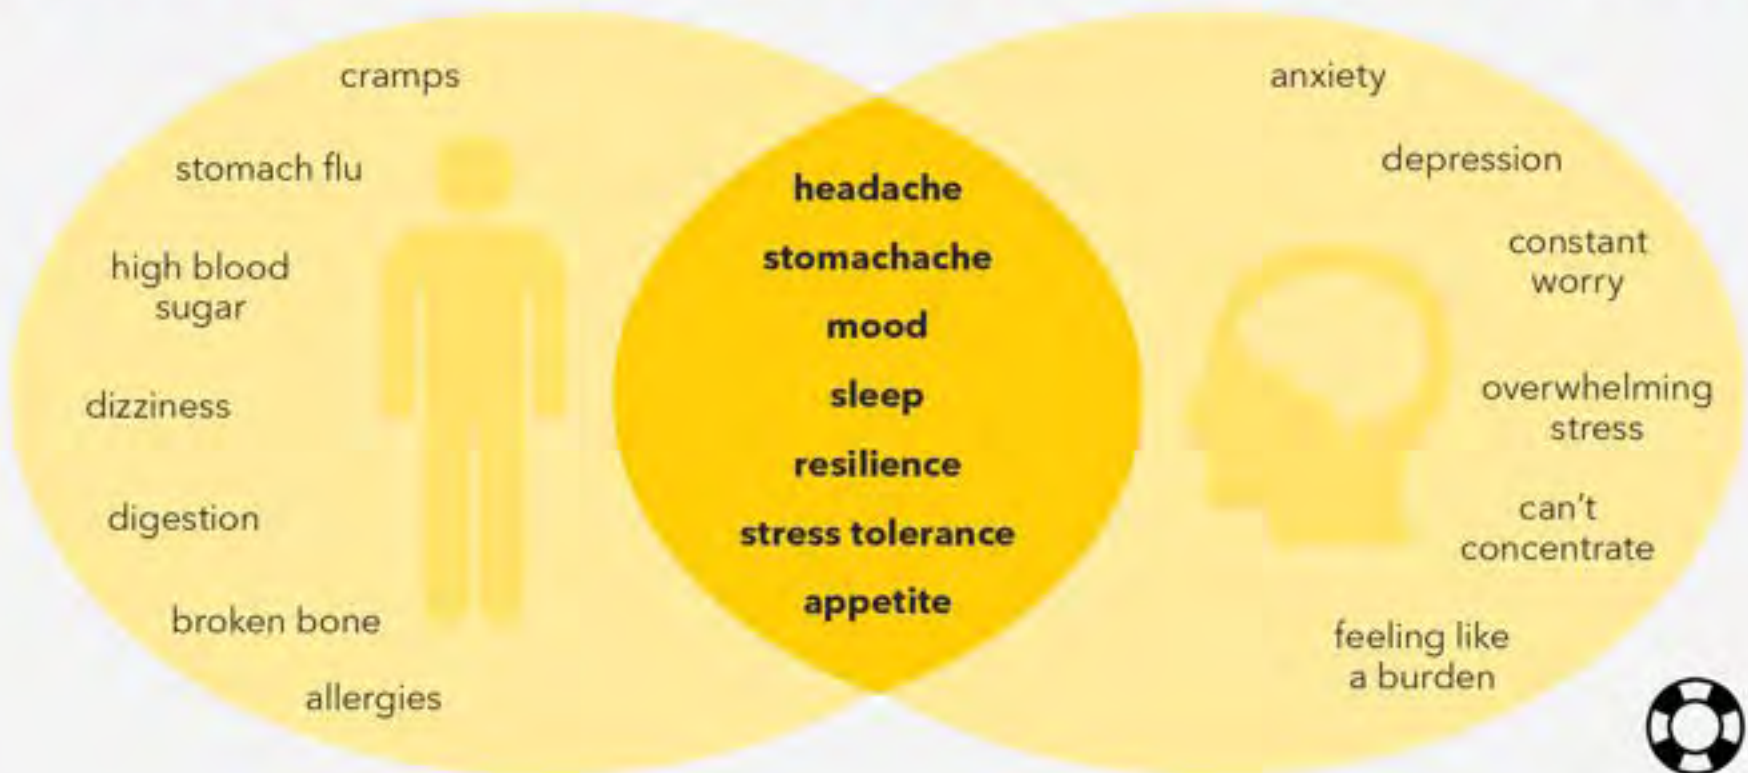 cramps
stomach flu
high blood
sugar
dizziness
digestion
broken bone
allergies
headache
stomachache
mood
sleep
resilience
stress tolerance
appetite
anxiety
depression
constant
worry
overwhelming
stress
can't
concentrate
feeling like
a burden